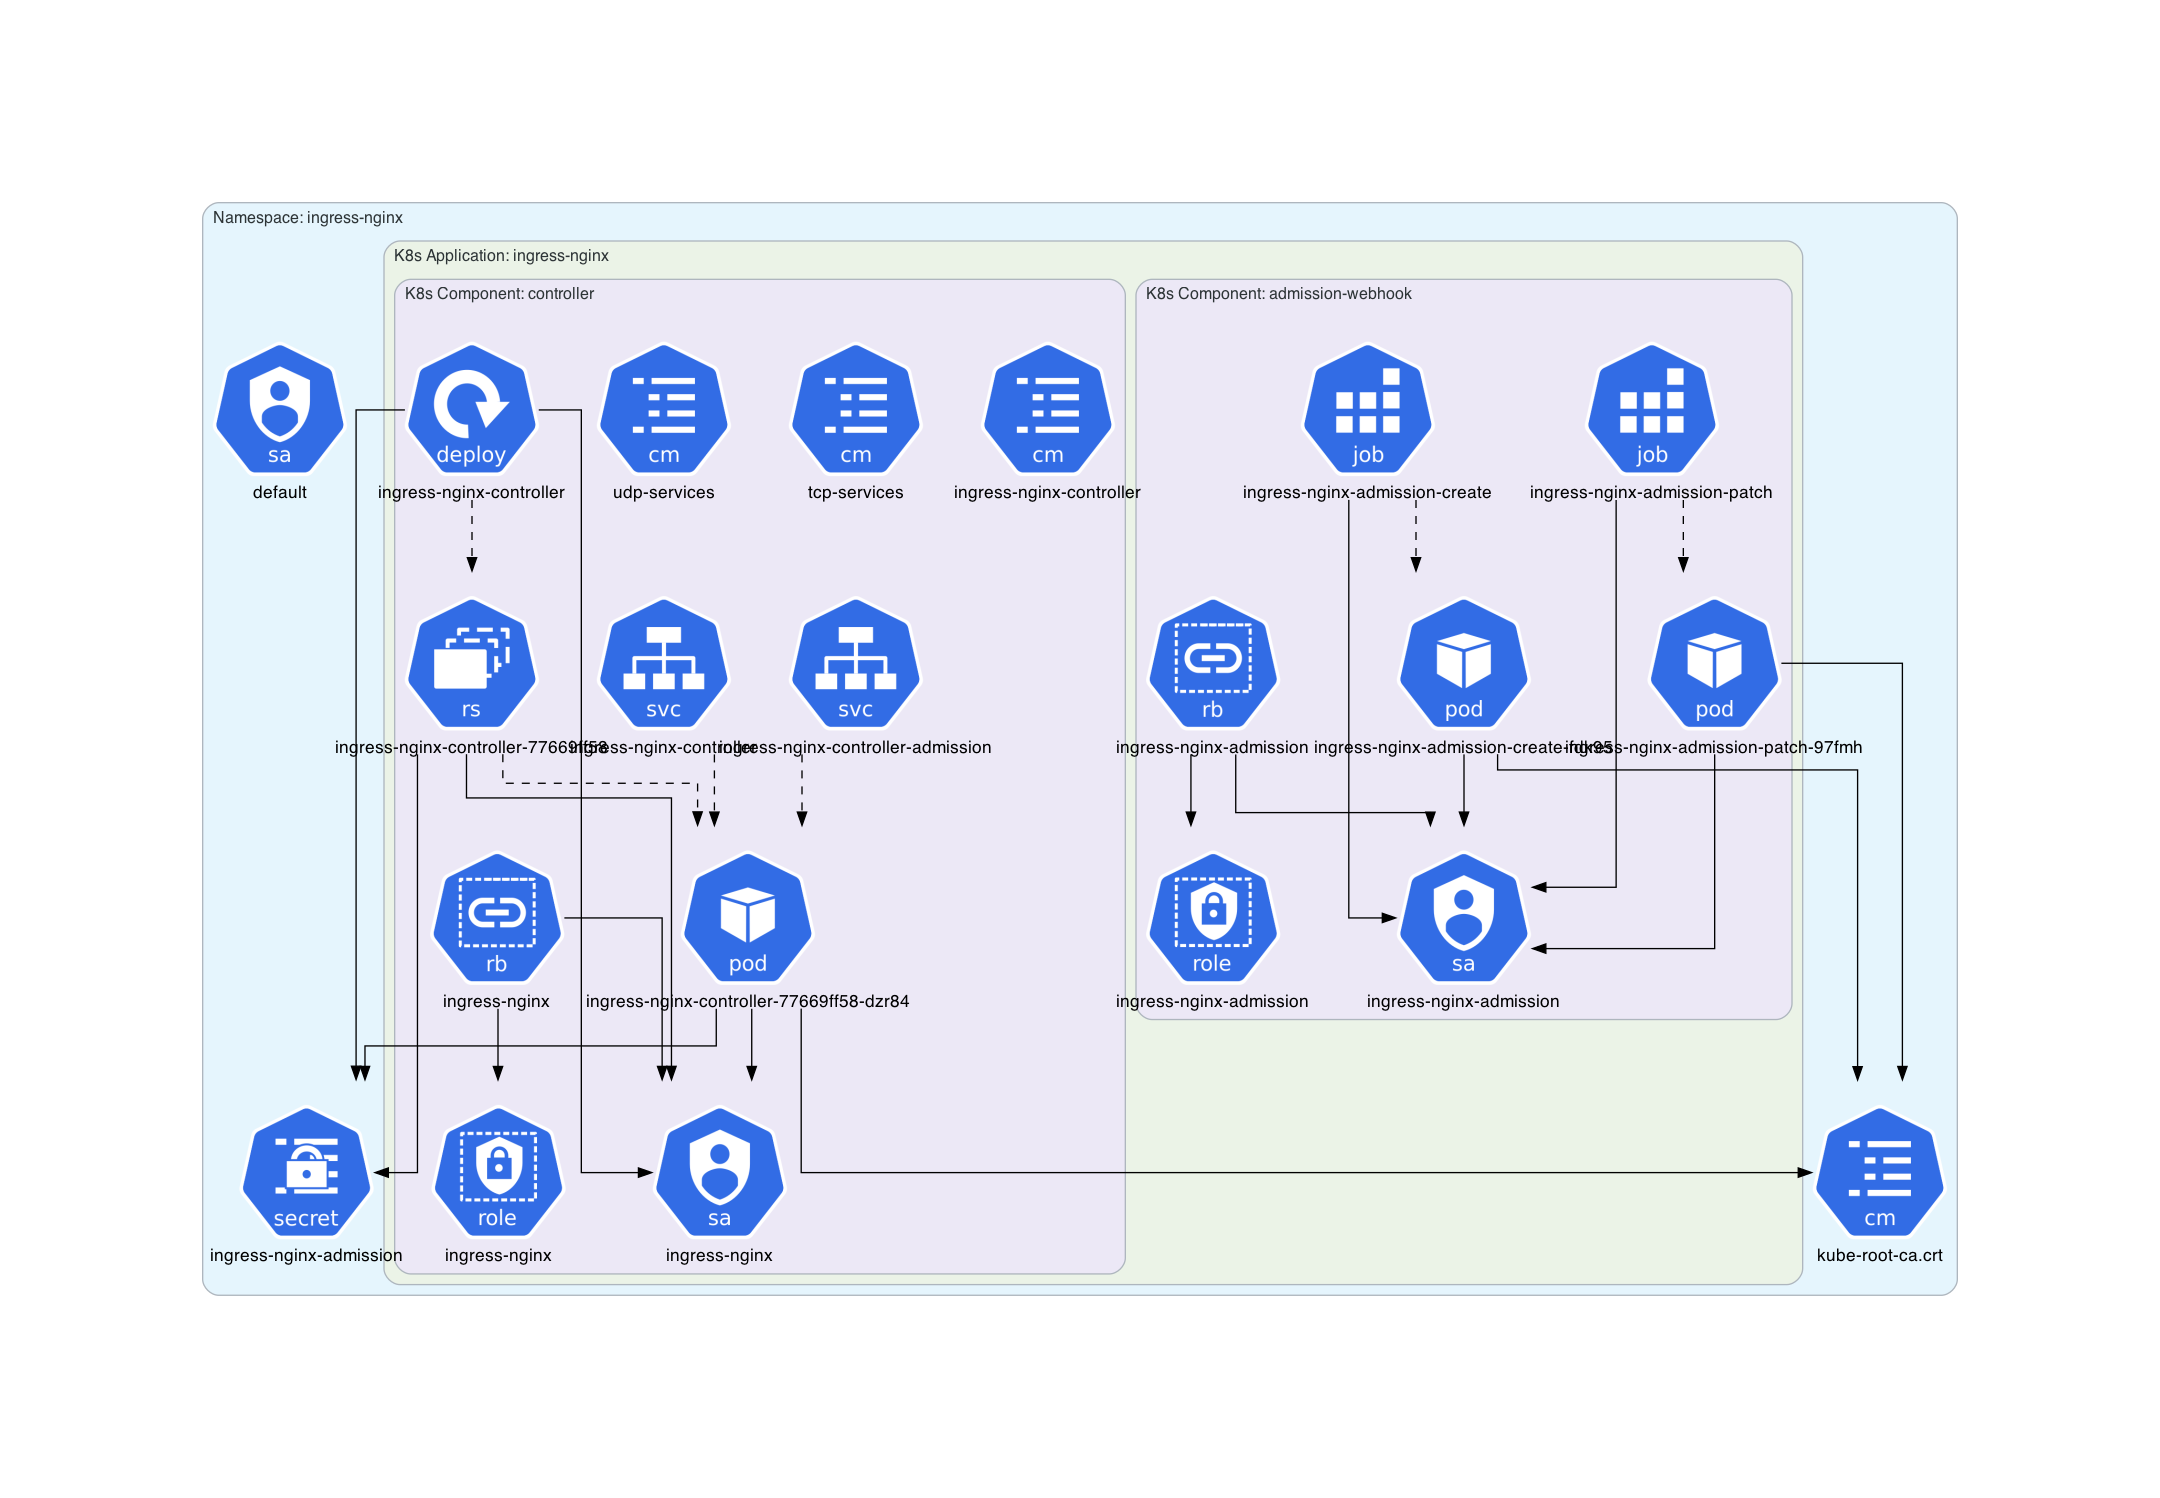 Namespace: ingress-nginx
K8s Application: ingress-nginx
K8s Component: controller
K8s Component: admission-webhook
sa
deploy
cm
cm
cm
job
job
default
ingress-nginx-controller
udp-services
tcp-services
ingress-nginx-controller
ingress-nginx-admission-create
ingress-nginx-admission-patch
rs
svc
svc
rb
pod
pod
ingress-nginx-controller-77669ff58
ingress-nginx-controller
ingress-nginx-controller-admission
ingress-nginx-admission
ingress-nginx-admission-patch-97fmh
rb
pod
role
sa
ingress-nginx
ingress-nginx-controller-77669ff58-dzr84
ingress-nginx-admission
ingress-nginx-admission
secret
role
sa
cm
ingress-nginx-admission
ingress-nginx
ingress-nginx
kube-root-ca.crt